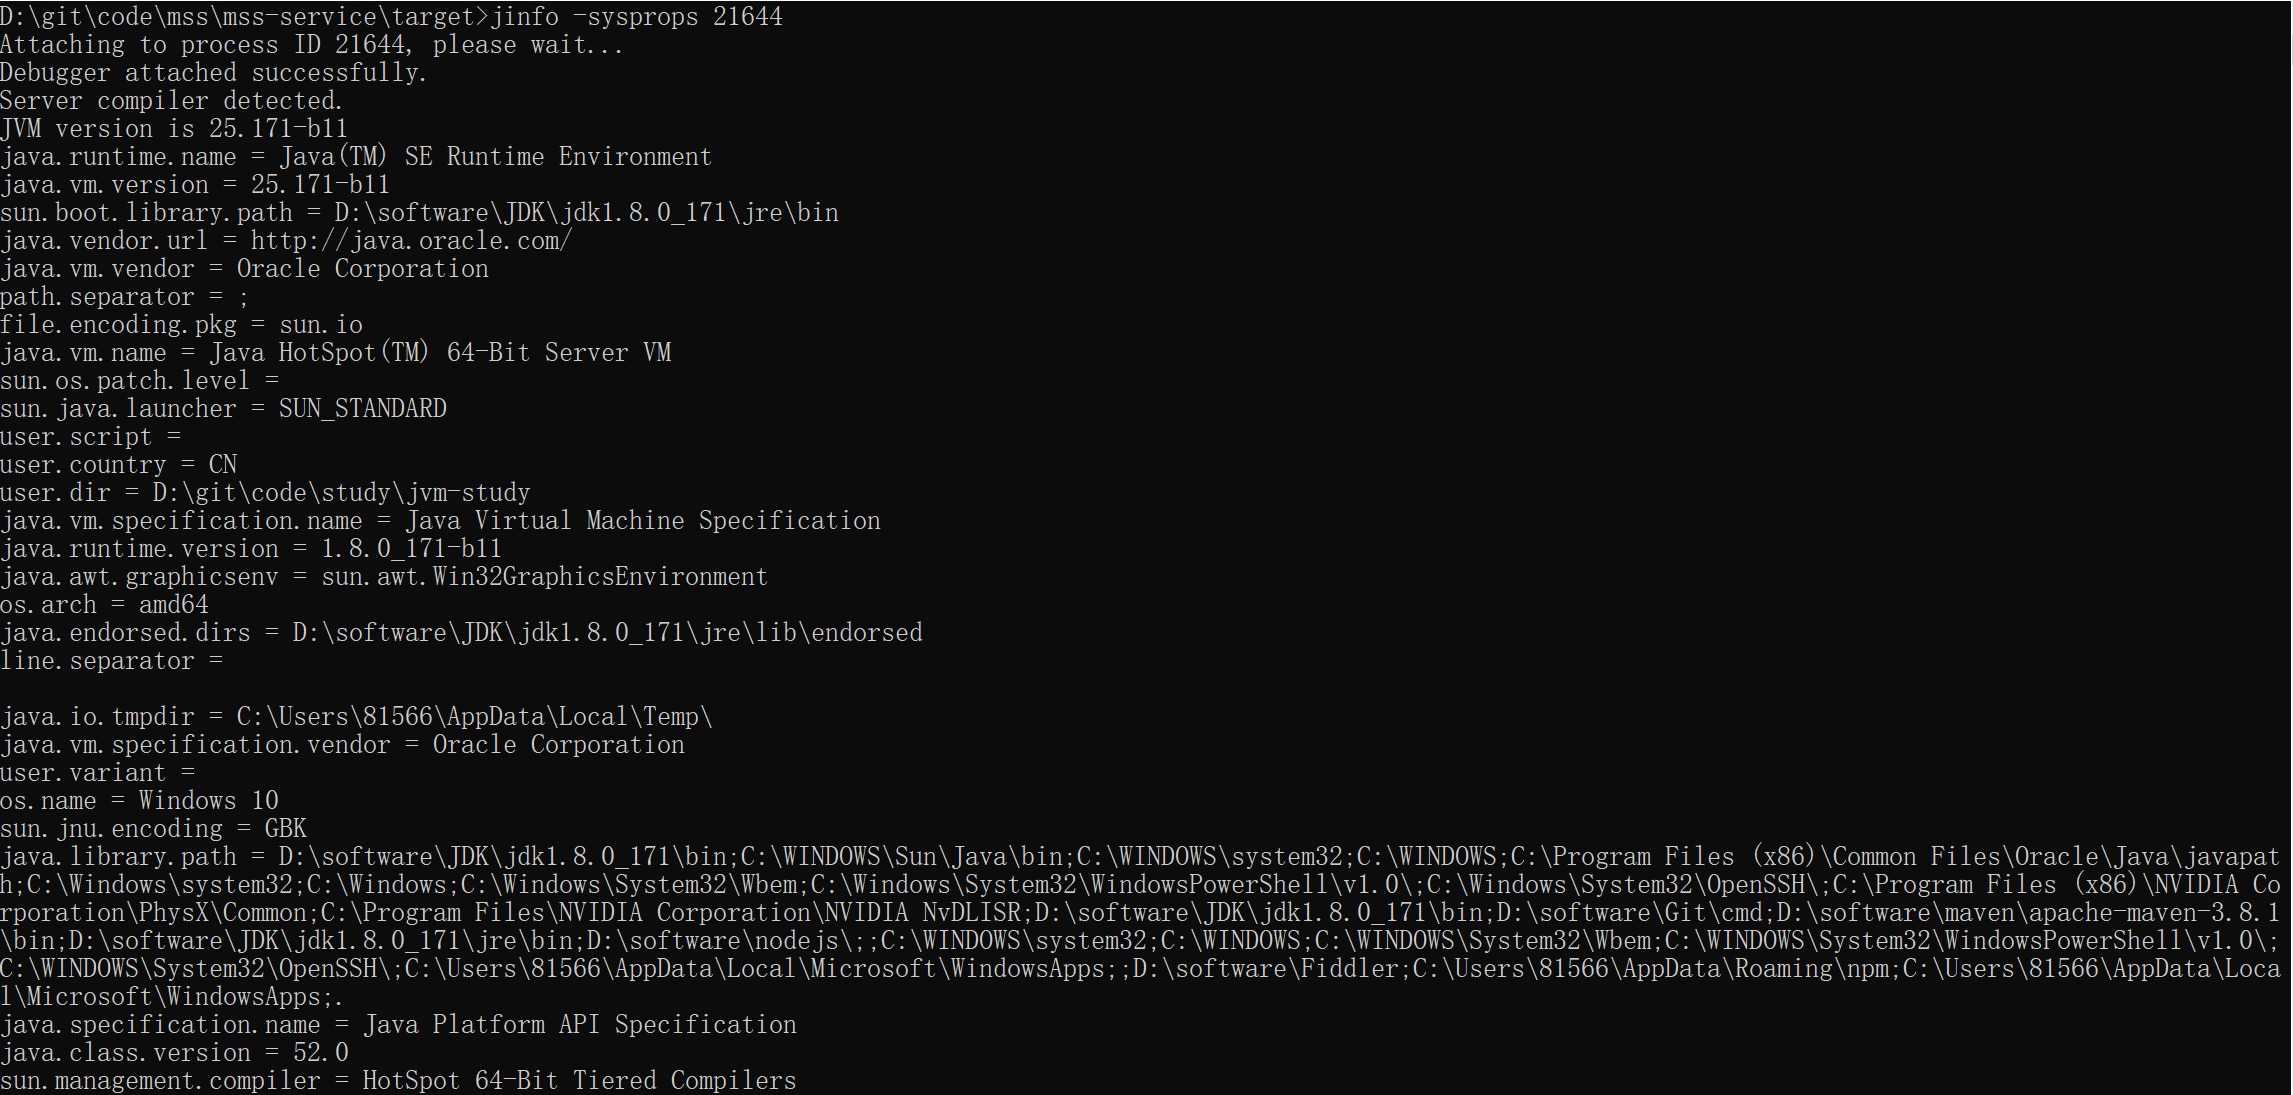 D:\git\code\mss\mss-service\target>jinfo -sysprops 21644
Attaching to process ID 21644, please wait...
Debugger attached successfully.
Server compiler detected.
JVM version is 25.171-b11
java.runtime.name = Java(TM) SE Runtime Environment
java.vm.version = 25.171-b11
sun.boot.library.path = D:\software\JDK\jdk1.8.0_171\jre\bin
java.vendor.url = http://java.oracle.com/
java.vm.vendor = Oracle Corporation
path.separator = ;
file.encoding.pkg = sun.io
java.vm.name = Java HotSpot(TM) 64-Bit Server VM
sun.os.patch.level =
sun.java.launcher = SUN_STANDARD
user.script =
user.country = CN
user.dir = D:\git\code\study\jvm-study
java.vm.specification.name = Java Virtual Machine Specification
java.runtime.version = 1.8.0_171-b11
java.awt.graphicsenv = sun.awt.Win32GraphicsEnvironment
os.arch = amd64
java.endorsed.dirs = D:\software\JDK\jdk1.8.0_171\jre\lib\endorsed
line.separator =
java.io.tmpdir = C:\Users\81566\AppData\Local\Temp\
java.vm.specification.vendor = Oracle Corporation
user.variant =
os.name = Windows 10
sun.jnu.encoding = GBK
java.library.path = D:\software\JDK\jdk1.8.0_171\bin;C:\WINDOWS\Sun\Java\bin;C:\WINDOWS\system32;C:\WINDOWS;C:\Program Files (x86)\Common Files\Oracle\Java\javapat
h;C:\Windows\system32;C:\Windows;C:\Windows\System32\Wbem;C:\Windows\System32\WindowsPowerShell\v1.0\;C:\Windows\System32\OpenSSH\;C:\Program Files (x86)\NVIDIA Co
rporation\PhysX\Common;C:\Program Files\NVIDIA Corporation\NVIDIA NvDLISR;D:\software\JDK\jdk1.8.0_171\bin;D:\software\Git\cmd;D:\software\maven\apache-maven-3.8.1
\bin;D:\software\JDK\jdk1.8.0_171\jre\bin;D:\software\nodejs\;;C:\WINDOWS\system32;C:\WINDOWS;C:\WINDOWS\System32\Wbem;C:\WINDOWS\System32\WindowsPowerShell\v1.0\;
C:\WINDOWS\System32\OpenSSH\;C:\Users\81566\AppData\Local\Microsoft\WindowsApps;;D:\software\Fiddler;C:\Users\81566\AppData\Roaming\npm;C:\Users\81566\AppData\Loca
l\Microsoft\WindowsApps;.
java.specification.name = Java Platform API Specification
java.class.version = 52.0
sun.management.compiler = HotSpot 64-Bit Tiered Compilers